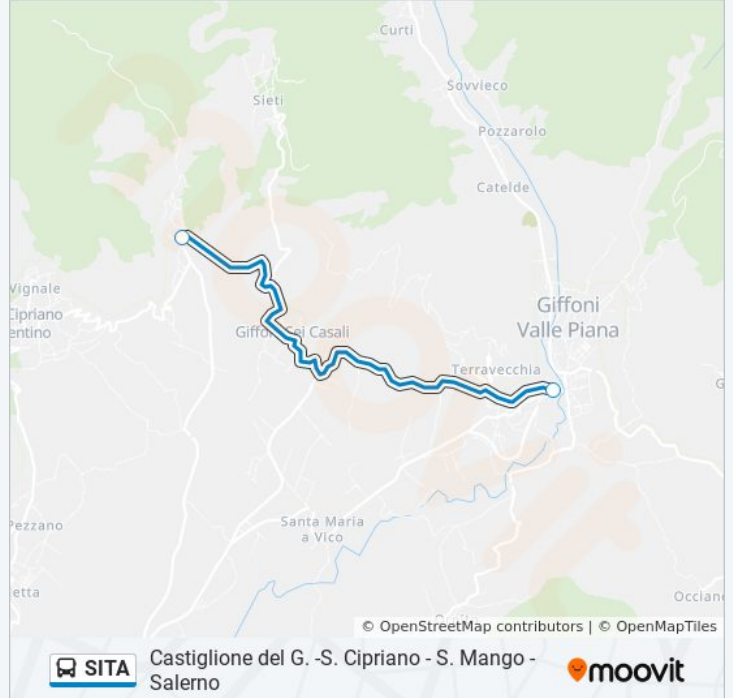 Curti
Sovvieco
Sieti
Pozzarolo
Catelde
Vignale
Cipriano
entino
Giffoni
Valle Piana
Giffoni Sei Casali
Terravecchia
G
Santa Maria
a Vico
Pezzano
etta
Occiano
© OpenStreetMap contributors | © OpenMapTiles
SITA
Castiglione del G. -S. Cipriano - S. Mango -
Salerno
moovit